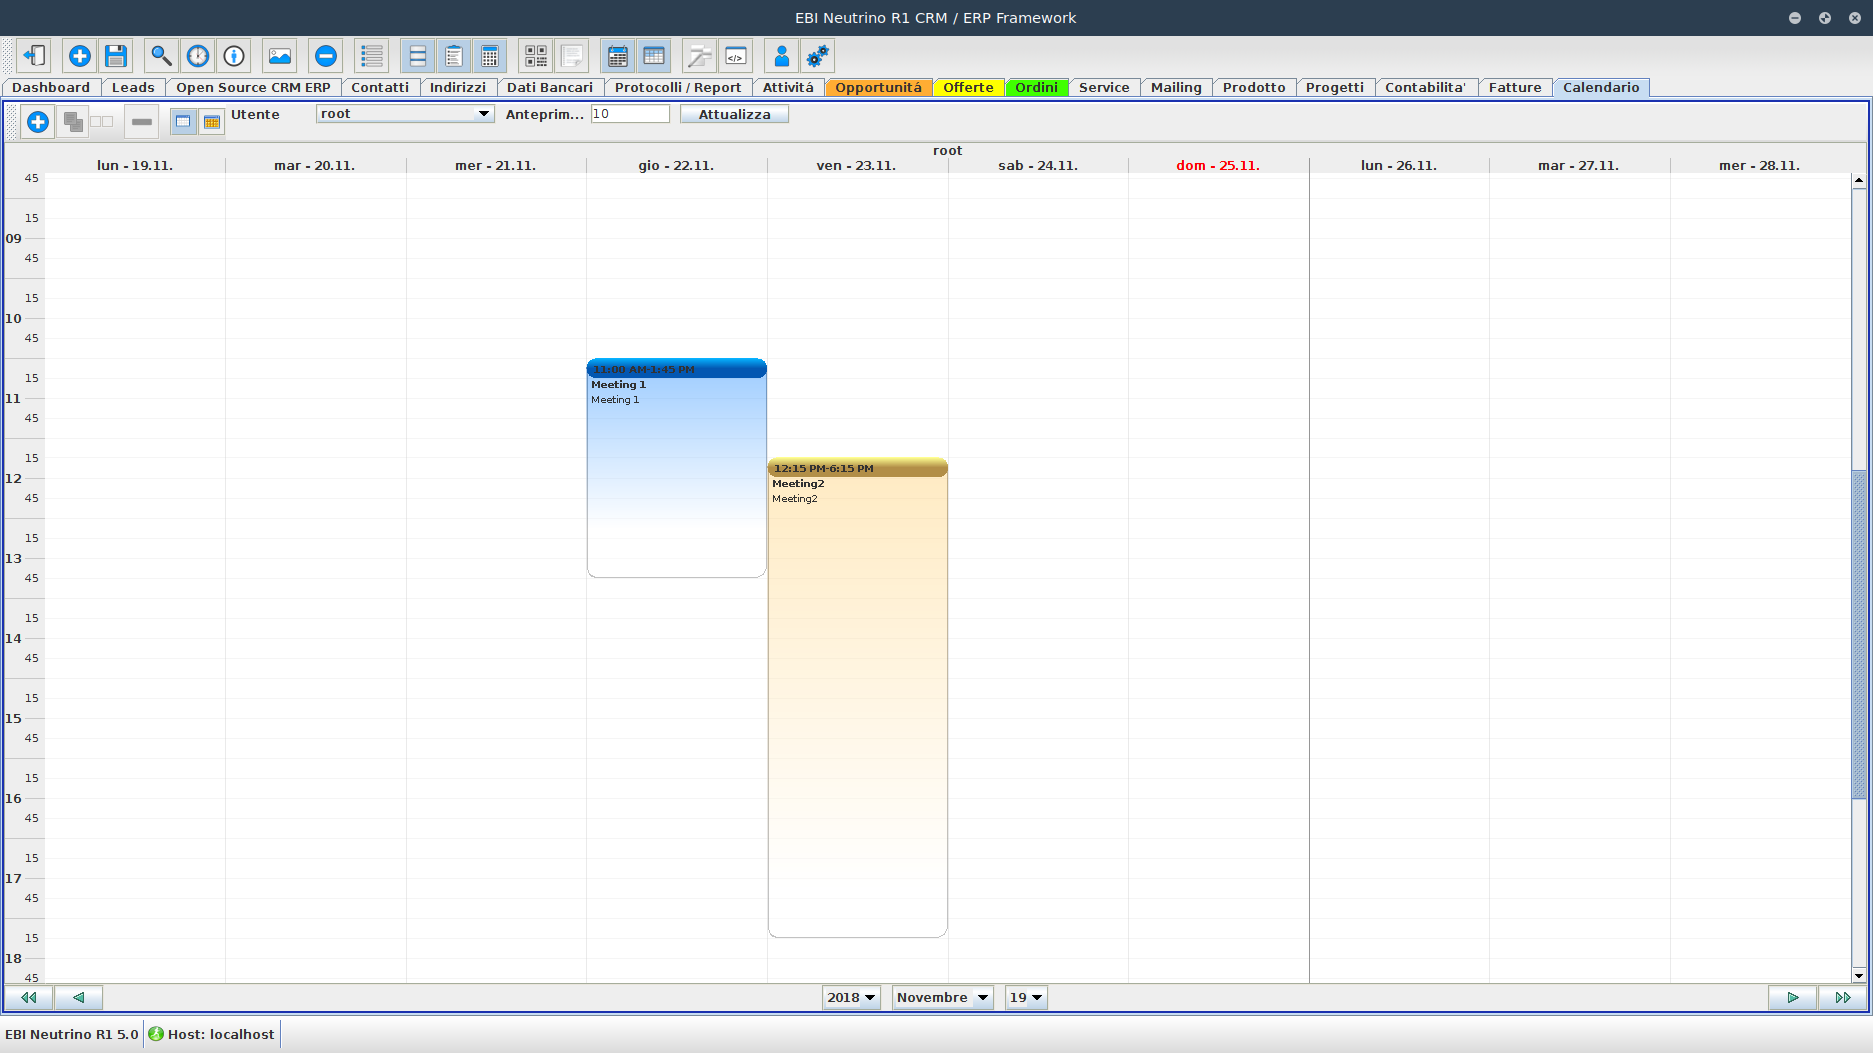 EBI Neutrino R1 CRM / ERP Framework
Dashboard Leads Open Source CRM ERP Contatti Indirizzi Dati Bancari Protocolli / Report Attivitá Opportunitá Offerte Ordini Service Mailing Prodotto Progetti Contabilita' Fatture Calendario
Utente root Anteprim... 10 Attualizza
root
lun - 19.11. mar - 20.11. mer - 21.11. gio - 22.11. ven - 23.11. sab - 24.11. dom - 25.11. lun - 26.11. mar - 27.11. mer - 28.11.
45
15
09
45
15
10
45
11:00 AM-1:45 PM
15
Meeting 1
11
Meeting 1
45
15
12:15 PM-6:15 PM
12
Meeting2
45
Meeting2
15
13
45
15
14
45
15
15
45
15
16
45
15
17
45
15
18
45
2018 Novembre 19
EBI Neutrino R1 5.0 Host: localhost